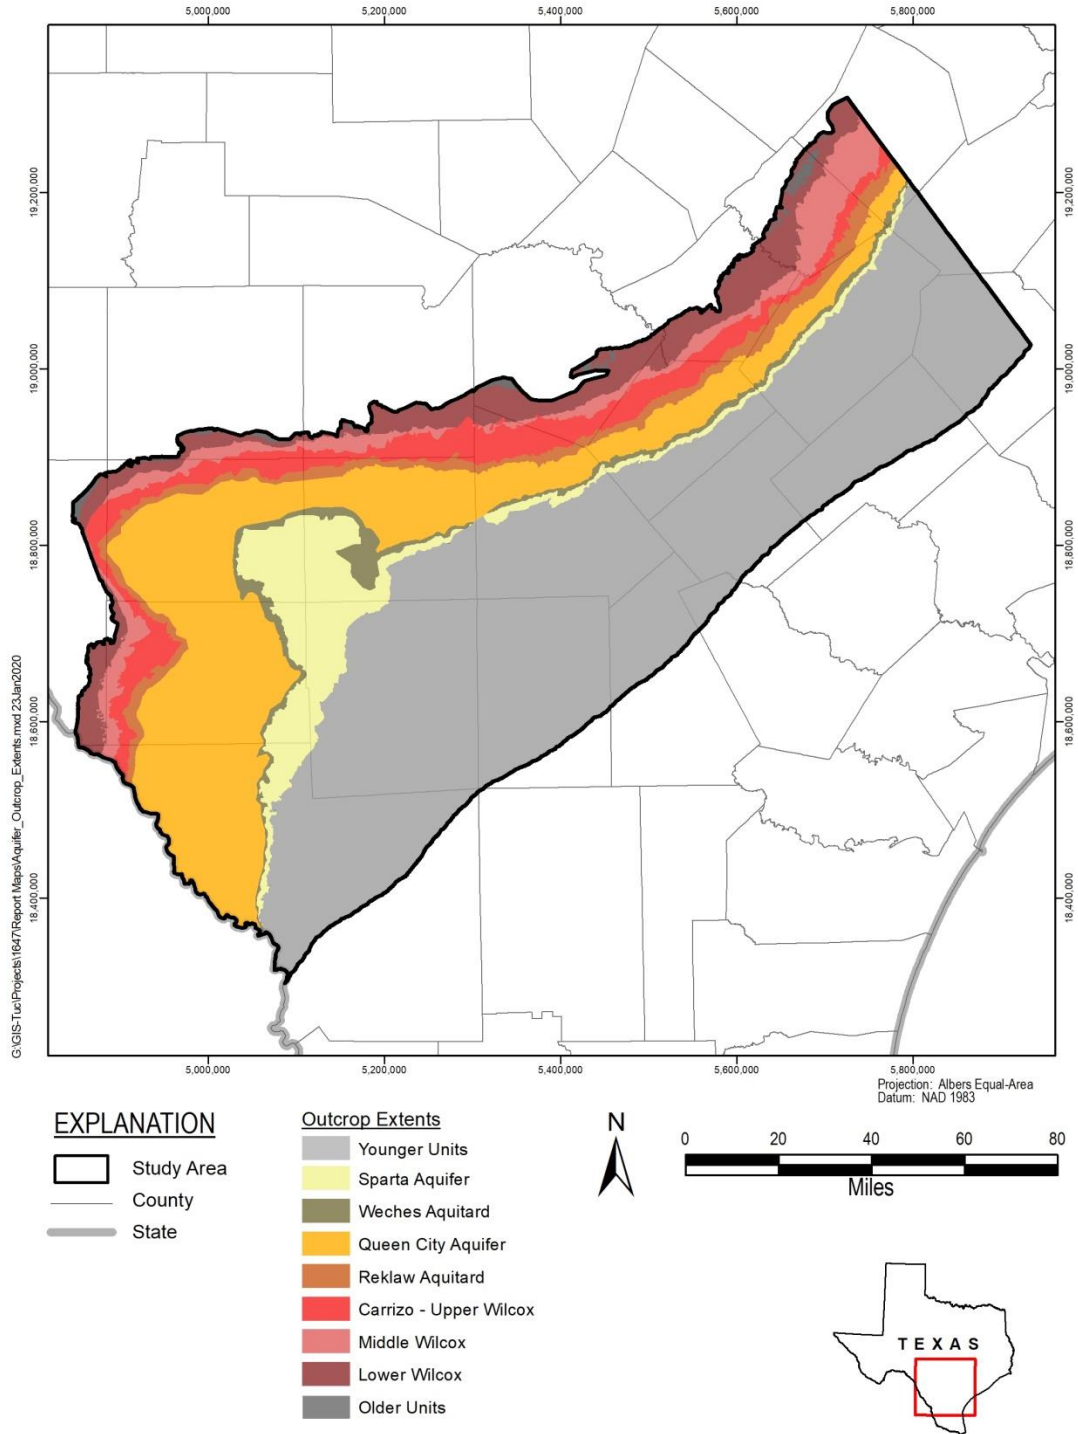 5,000,000 5,200,000 5,400,000 5,600,000 5,800,000
19,200,000 19,200,000
19,000,000 19,000,000
18,800,000 18,800,000
18,600,000 18,600,000
18,400,000 18,400,000
G:\GIS-Tuc\Projects\1647\Report Maps\Aquifer_Outcrop_Extents.mxd 23Jan2020
5,000,000 5,200,000 5,400,000 5,600,000 5,800,000
Projection: Albers Equal-Area
Datum: NAD 1983
EXPLANATION
Study Area
County
State
Outcrop Extents
Younger Units
Sparta Aquifer
Weches Aquitard
Queen City Aquifer
Reklaw Aquitard
Carrizo - Upper Wilcox
Middle Wilcox
Lower Wilcox
Older Units
N
0 20 40 60 80
Miles
TEXAS